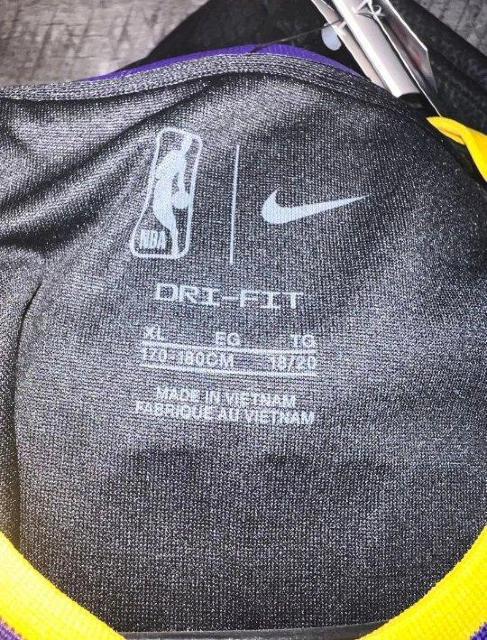 NBA
DRI-FIT
XL EG TG
170-180CM 18/20
MADE IN VIETNAM
FABRIQUE AU VIETNAM